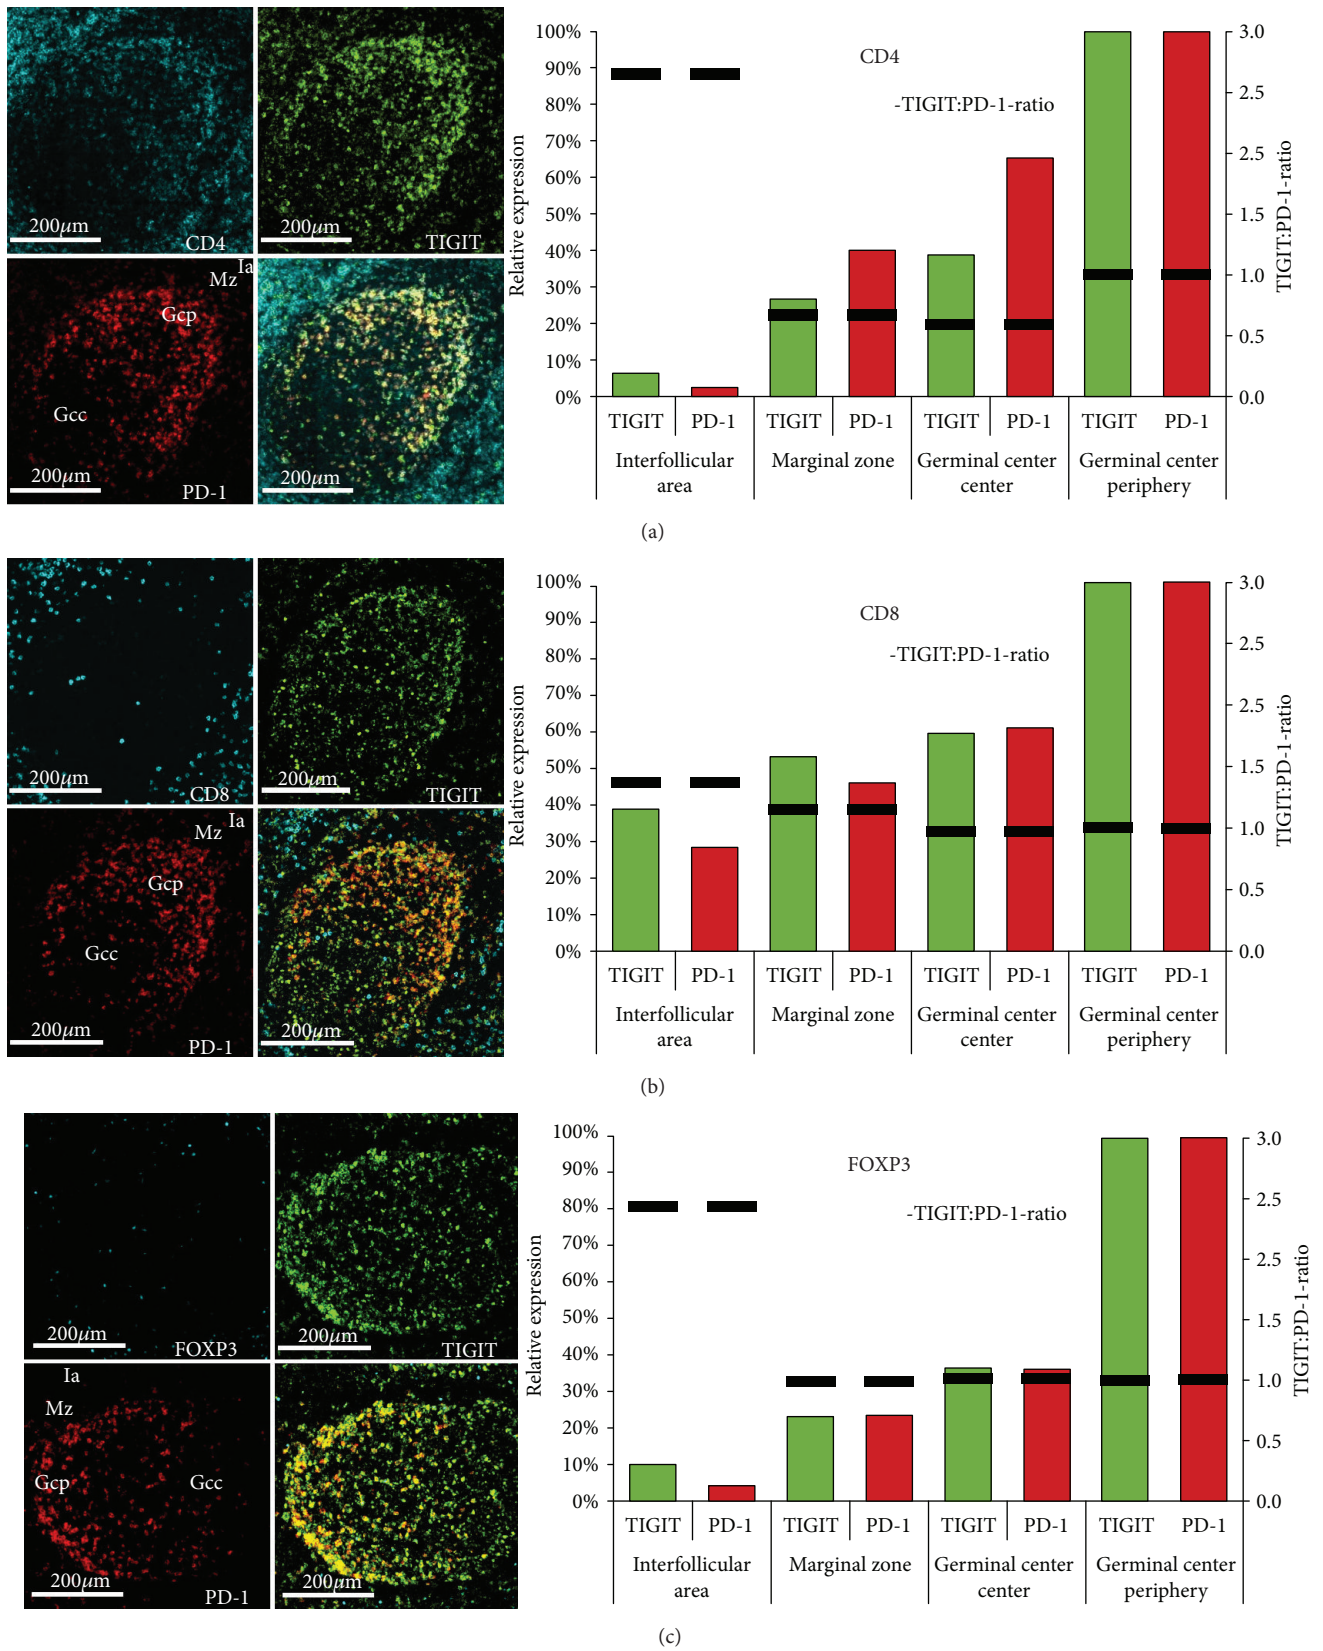 200μm
CD4
200μm
TIGIT
Ia
Mz
Gcp
Gcc
200μm
PD-1
200μm
Relative expression
100%
90%
80%
70%
60%
50%
40%
30%
20%
10%
0%
CD4
-TIGIT:PD-1-ratio
3.0
2.5
2.5
1.5
1.0
0.5
0.0
TIGIT:PD-1-ratio
TIGIT PD-1 TIGIT PD-1 TIGIT PD-1 TIGIT PD-1
Interfollicular Marginal zone Germinal center Germinal center
area center periphery
(a)
200μm
CD8
200μm
TIGIT
Ia
Mz
Gcp
Gcc
200μm
PD-1
200μm
Relative expression
100%
90%
80%
70%
60%
50%
40%
30%
20%
10%
0%
CD8
-TIGIT:PD-1-ratio
3.0
2.5
2.5
1.5
1.0
0.5
0.0
TIGIT:PD-1-ratio
TIGIT PD-1 TIGIT PD-1 TIGIT PD-1 TIGIT PD-1
Interfollicular Marginal zone Germinal center Germinal center
area center periphery
(b)
200μm
FOXP3
200μm
TIGIT
Ia
Mz
Gcp
Gcc
200μm
PD-1
200μm
Relative expression
100%
90%
80%
70%
60%
50%
40%
30%
20%
10%
0%
FOXP3
-TIGIT:PD-1-ratio
3.0
2.5
2.5
1.5
1.0
0.5
0.0
TIGIT:PD-1-ratio
TIGIT PD-1 TIGIT PD-1 TIGIT PD-1 TIGIT PD-1
Interfollicular Marginal zone Germinal center Germinal center
area center periphery
(c)